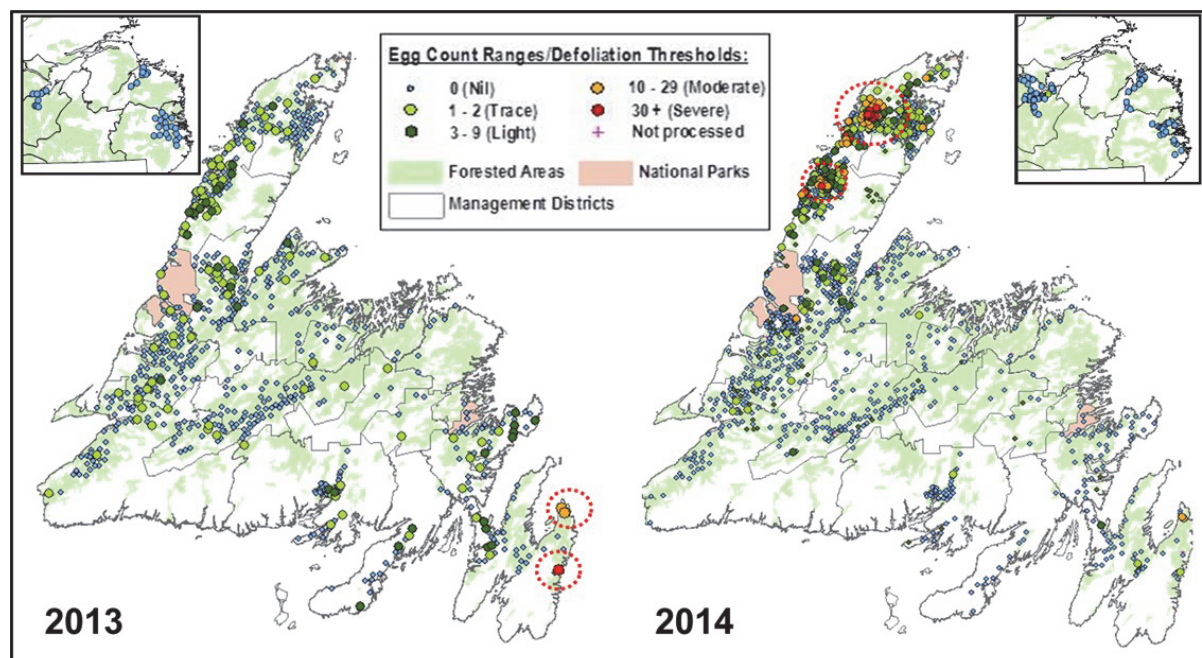 Egg Count Ranges/Defoliation Thresholds:
0 (Nil)
1 - 2 (Trace)
3 - 9 (Light)
10 - 29 (Moderate)
30 + (Severe)
Not processed
Forested Areas
National Parks
Management Districts
2013
2014